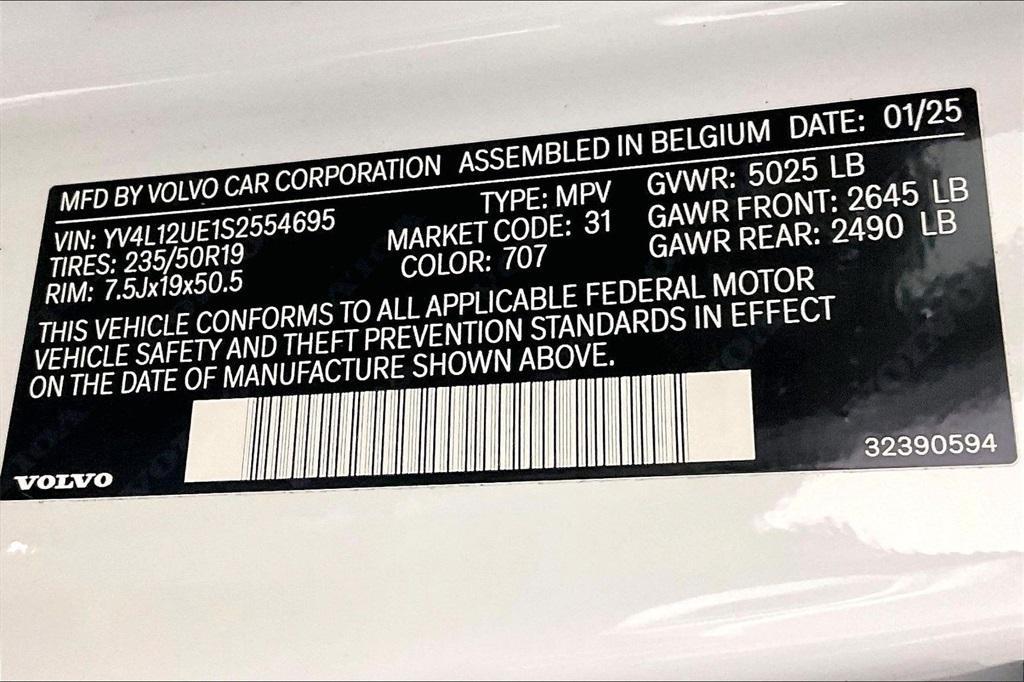 MFD BY VOLVO CAR CORPORATION ASSEMBLED IN BELGIUM DATE: 01/25
VIN: YV4L12UE1S2554695 TYPE: MPV GVWR: 5025 LB
TIRES: 235/50R19 MARKET CODE: 31 GAWR FRONT: 2645 LB
RIM: 7.5Jx19x50.5 COLOR: 707 GAWR REAR: 2490 LB
THIS VEHICLE CONFORMS TO ALL APPLICABLE FEDERAL MOTOR
VEHICLE SAFETY AND THEFT PREVENTION STANDARDS IN EFFECT
ON THE DATE OF MANUFACTURE SHOWN ABOVE.
VOLVO 32390594